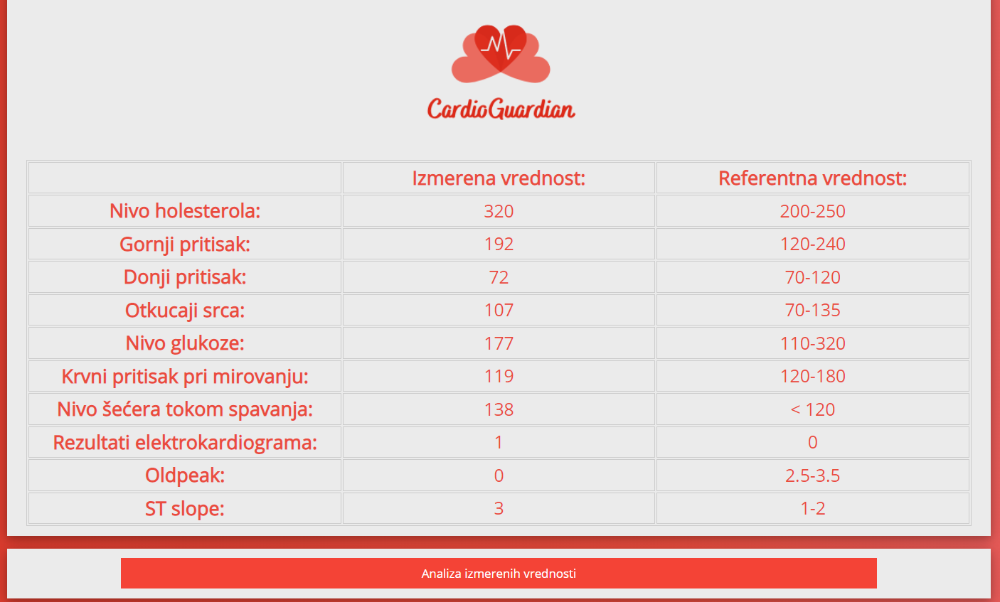 CardioGuardian
Izmerena vrednost: Referentna vrednost:
Nivo holesterola: 320 200-250
Gornji pritisak: 192 120-240
Donji pritisak: 72 70-120
Otkucaji srca: 107 70-135
Nivo glukoze: 177 110-320
Krvni pritisak pri mirovanju: 119 120-180
Nivo šećera tokom spavanja: 138 < 120
Rezultati elektrokardiograma: 1 0
Oldpeak: 0 2.5-3.5
ST slope: 3 1-2
Analiza izmerenih vrednosti